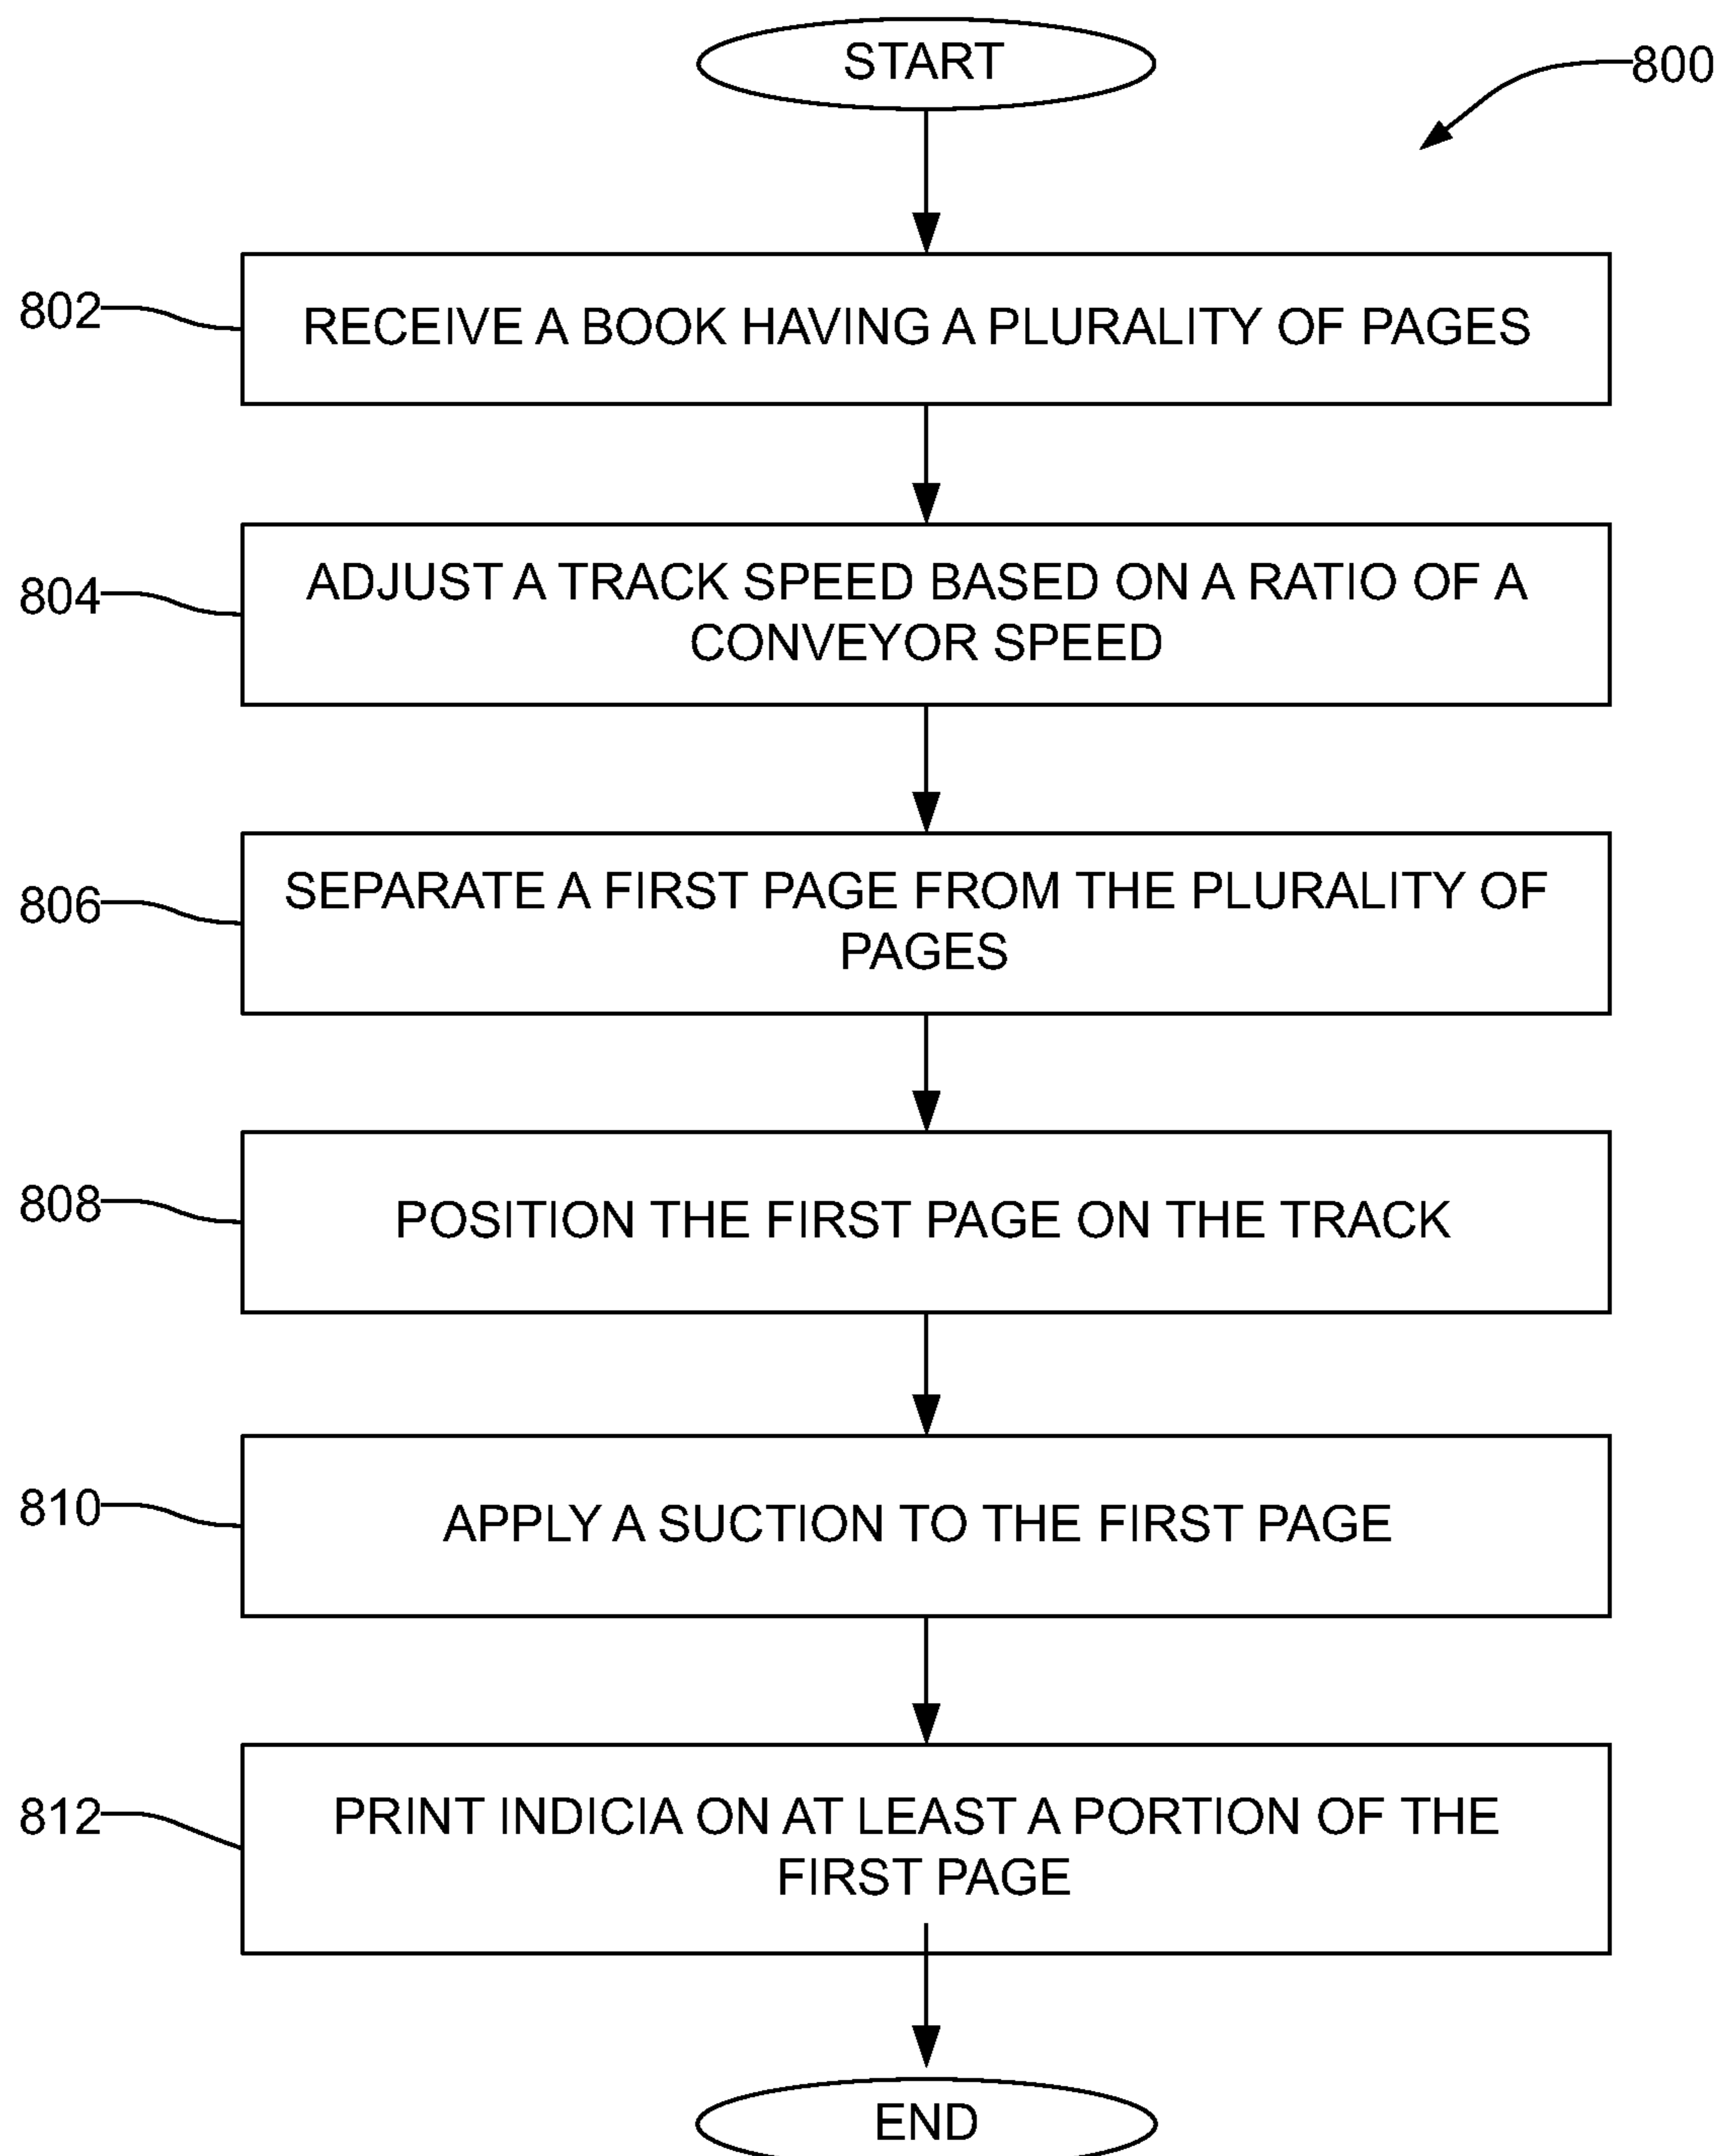 START
800
802
RECEIVE A BOOK HAVING A PLURALITY OF PAGES
804
ADJUST A TRACK SPEED BASED ON A RATIO OF A
CONVEYOR SPEED
806
SEPARATE A FIRST PAGE FROM THE PLURALITY OF
PAGES
808
POSITION THE FIRST PAGE ON THE TRACK
810
APPLY A SUCTION TO THE FIRST PAGE
812
PRINT INDICIA ON AT LEAST A PORTION OF THE
FIRST PAGE
END